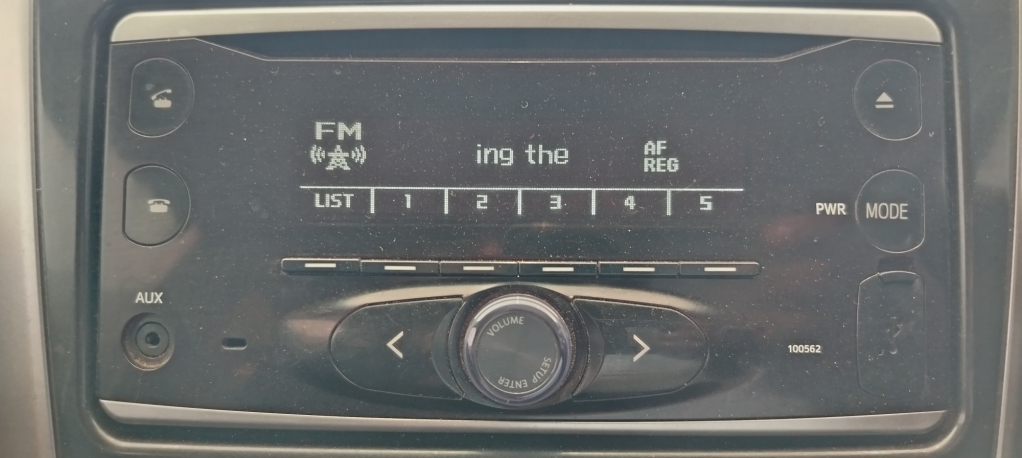 FM
ing the
AF
REG
LIST 1 2 3 4 5
PWR MODE
AUX
VOLUME
SETUP ENTER
100562